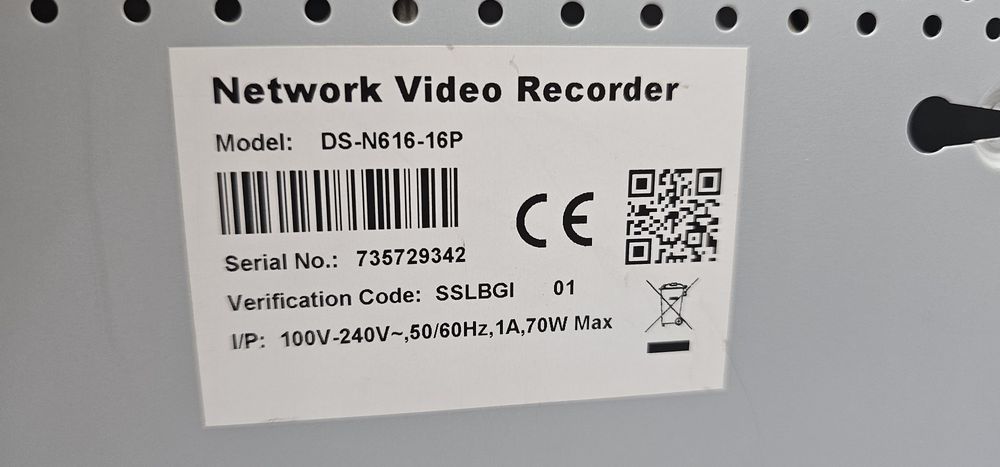 Network Video Recorder
Model: DS-N616-16P
CE
Serial No.: 735729342
Verification Code: SSLBGI 01
I/P: 100V-240V~,50/60Hz,1A,70W Max